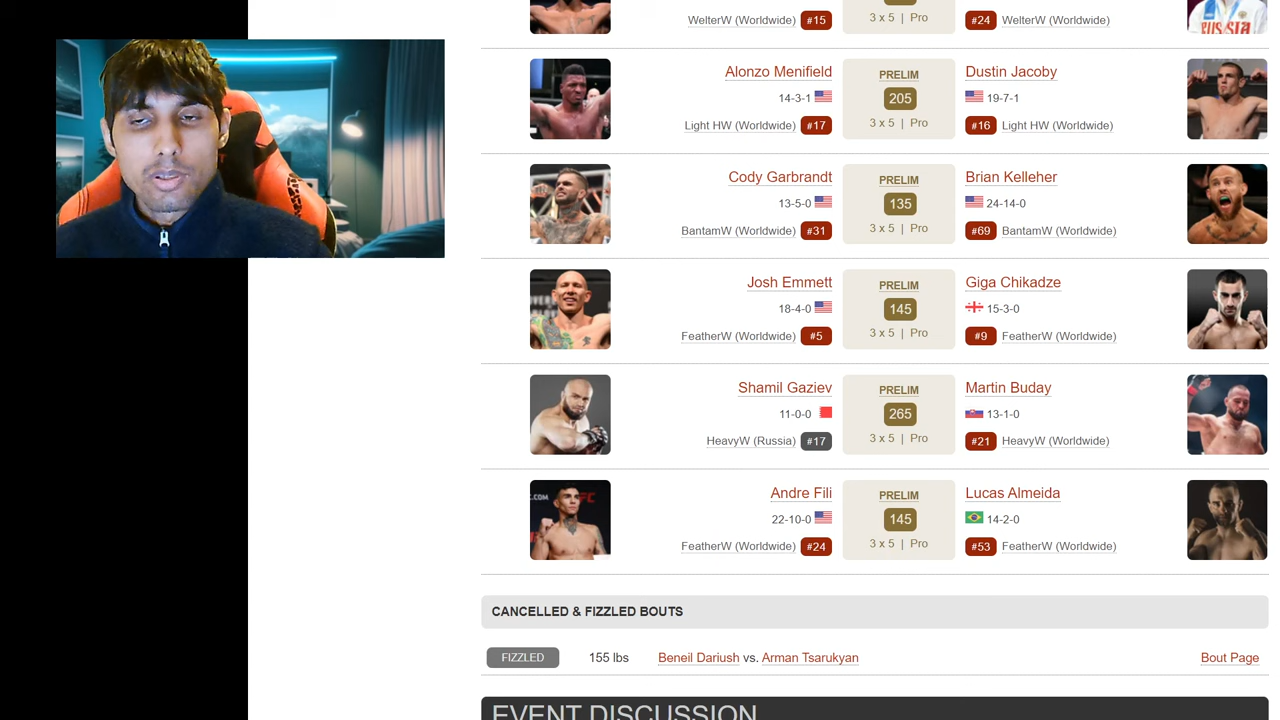 WelterW (Worldwide) #15 3 x 5 | Pro #24 WelterW (Worldwide)
RUSSIA
Alonzo Menifield PRELIM Dustin Jacoby
14-3-1 205 19-7-1
Light HW (Worldwide) #17 3 x 5 | Pro #16 Light HW (Worldwide)
Cody Garbrandt PRELIM Brian Kelleher
13-5-0 135 24-14-0
BantamW (Worldwide) #31 3 x 5 | Pro #69 BantamW (Worldwide)
Josh Emmett PRELIM Giga Chikadze
18-4-0 145 15-3-0
FeatherW (Worldwide) #5 3 x 5 | Pro #9 FeatherW (Worldwide)
Shamil Gaziev PRELIM Martin Buday
11-0-0 265 13-1-0
HeavyW (Russia) #17 3 x 5 | Pro #21 HeavyW (Worldwide)
Andre Fili PRELIM Lucas Almeida
22-10-0 145 14-2-0
FeatherW (Worldwide) #24 3 x 5 | Pro #53 FeatherW (Worldwide)
CANCELLED & FIZZLED BOUTS
FIZZLED 155 lbs Beneil Dariush vs. Arman Tsarukyan Bout Page
EVENT DISCUSSION